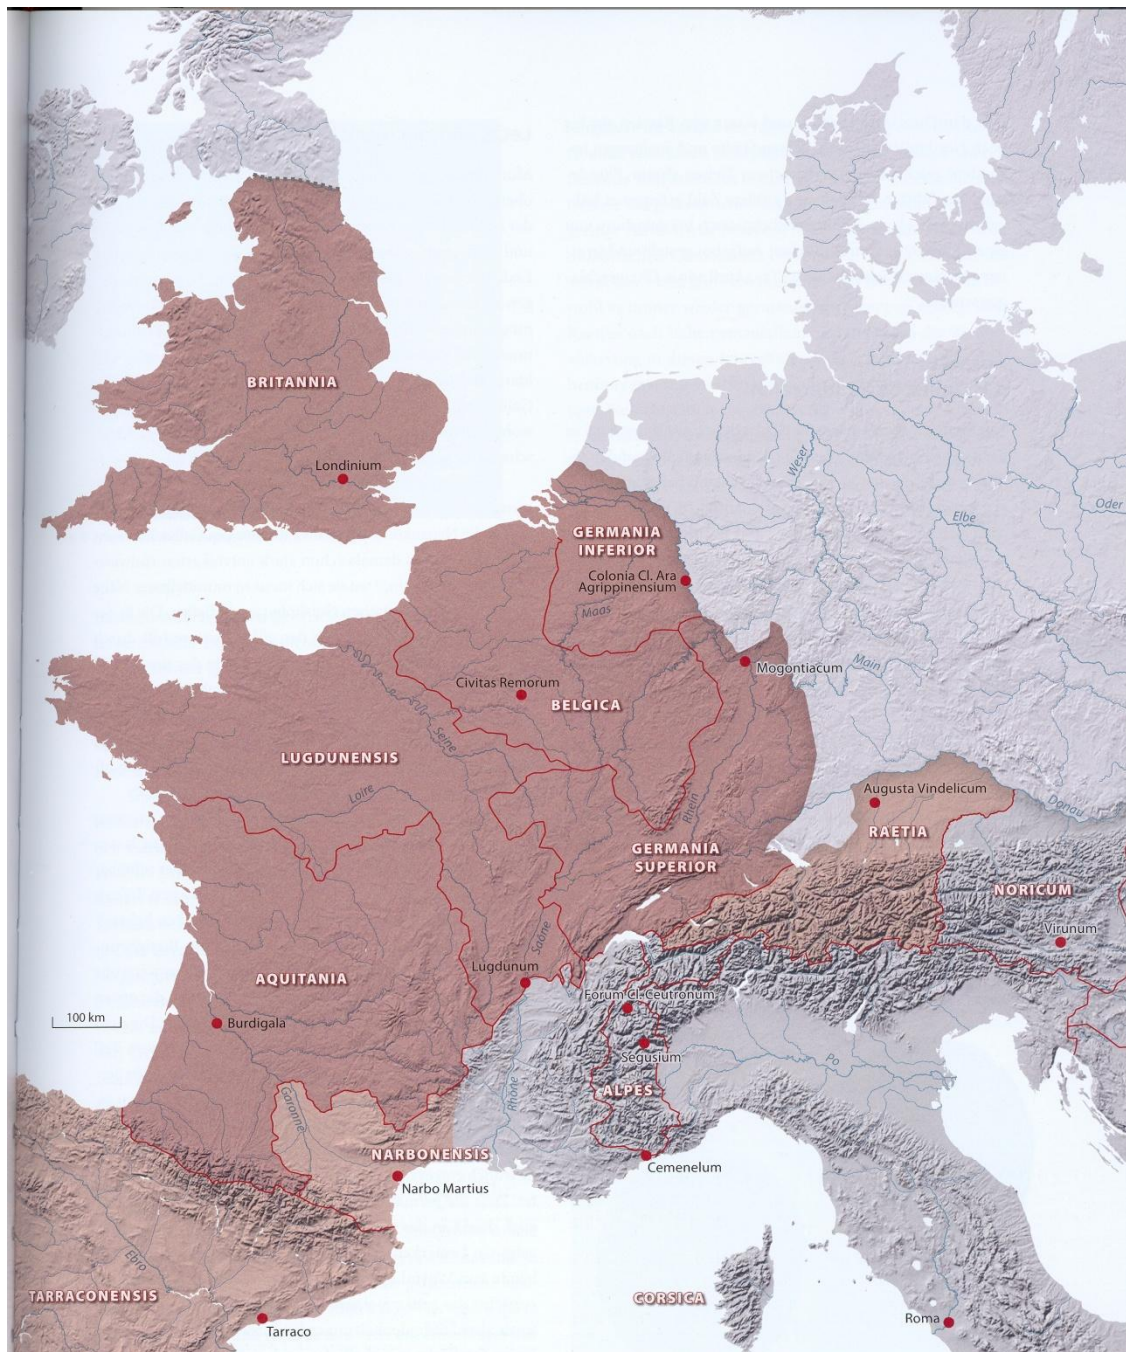 BRITANNIA
Londinium
Weser
Elbe
Oder
GERMANIA
INFERIOR
Colonia Cl. Ara
Agrippinensium
Maas
Main
Mogontiacum
Civitas Remorum
BELGICA
Seine
LUGDUNENSIS
Loire
Rhein
Augusta Vindelicum
Donau
RAETIA
GERMANIA
SUPERIOR
NORICUM
Virunum
Saône
Lugdunum
AQUITANIA
Forum Cl. Ceutronum
100 km
Burdigala
Segusium
Po
Rhône
ALPES
Garonne
NARBONENSIS
Cemenelum
Narbo Martius
Ebro
TARRACONENSIS
CORSICA
Tarraco
Roma